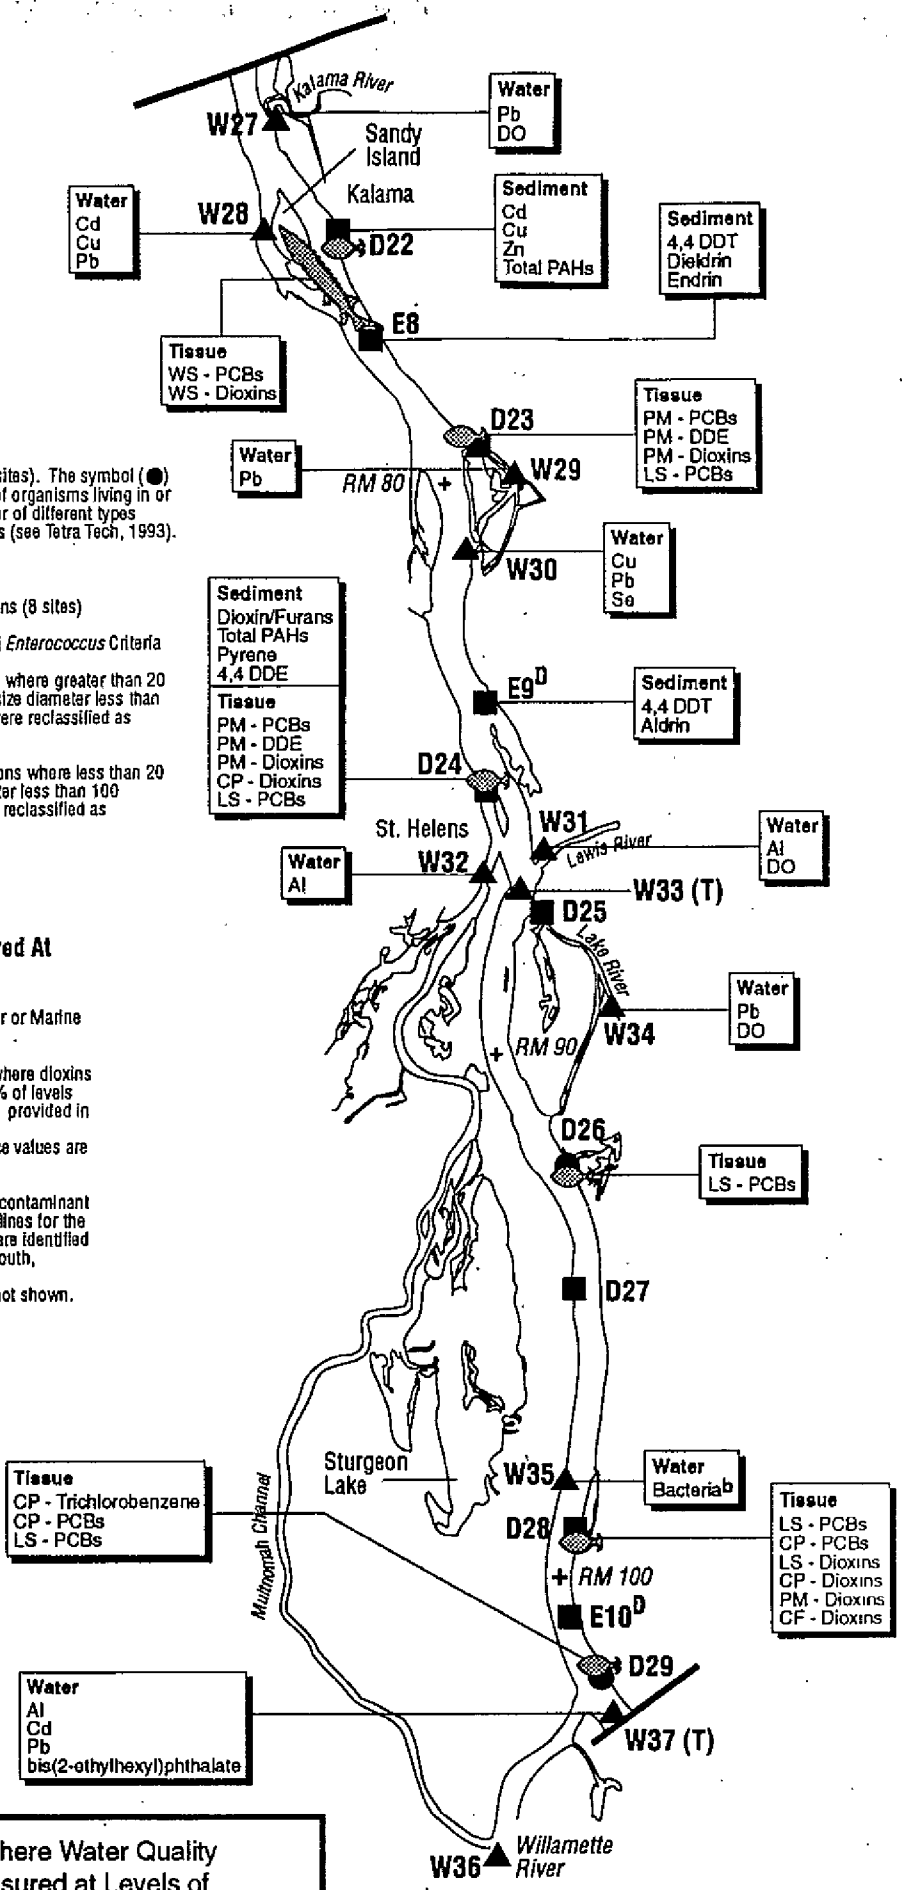 Kalama River
W27
Water
Pb
DO
Sandy
Island
Kalama
Water
Cd
Cu
Pb
W28
Sediment
Cd
Cu
Zn
Total PAHs
D22
Sediment
4,4 DDT
Dieldrin
Endrin
E8
Tissue
WS - PCBs
WS - Dioxins
D23
Tissue
PM - PCBs
PM - DDE
PM - Dioxins
LS - PCBs
Water
Pb
RM 80 +
W29
sites). The symbol (●)
of organisms living in or
r of different types
s (see Tetra Tech, 1993).
W30
Water
Cu
Pb
Se
ns (8 sites)
Enterococcus Criteria
where greater than 20
size diameter less than
were reclassified as
ons where less than 20
ter less than 100
reclassified as
Sediment
Dioxin/Furans
Total PAHs
Pyrene
4,4 DDE
Tissue
PM - PCBs
PM - DDE
PM - Dioxins
CP - Dioxins
LS - PCBs
E9D
Sediment
4,4 DDT
Aldrin
D24
St. Helens
W31
Lewis River
Water
Al
DO
Water
Al
W32
W33 (T)
D25
Lake River
ed At
r or Marine
where dioxins
% of levels
provided in
e values are
contaminant
lines for the
are identified
outh,
not shown.
Water
Pb
DO
W34
+ RM 90
D26
Tissue
LS - PCBs
D27
Sturgeon
Lake
W35
Water
Bacteriab
Tissue
CP - Trichlorobenzene
CP - PCBs
LS - PCBs
Multnomah Channel
D28
Tissue
LS - PCBs
CP - PCBs
LS - Dioxins
CP - Dioxins
PM - Dioxins
CF - Dioxins
+ RM 100
E10D
D29
Water
Al
Cd
Pb
bis(2-ethylhexyl)phthalate
W37 (T)
W36
Willamette
River
here Water Quality
sured at Levels of